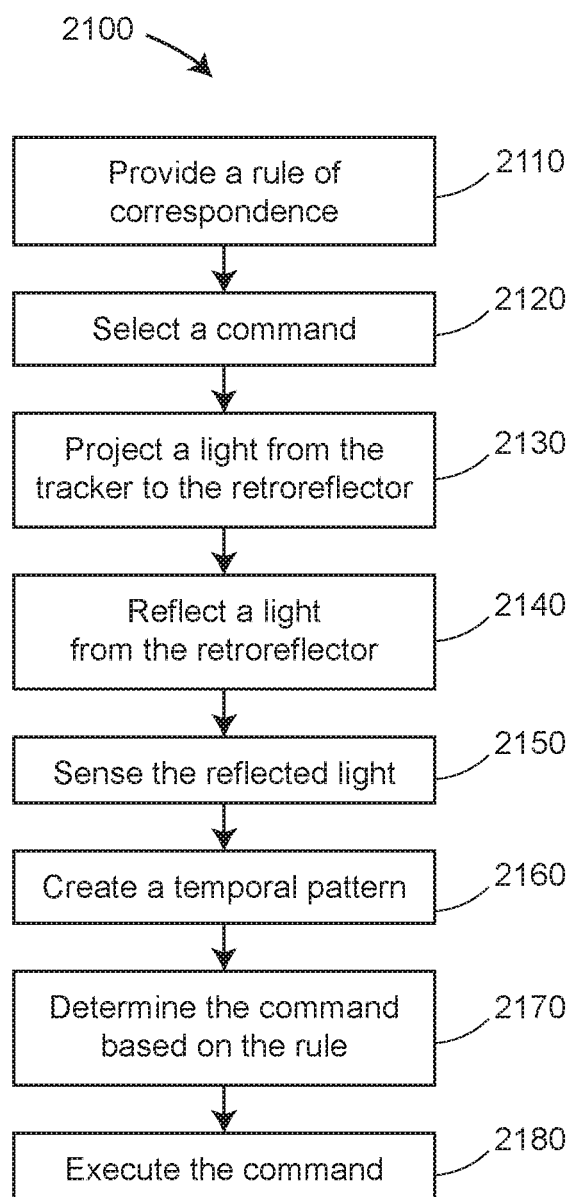 2100
Provide a rule of
correspondence
2110
Select a command
2120
Project a light from the
tracker to the retroreflector
2130
Reflect a light
from the retroreflector
2140
Sense the reflected light
2150
Create a temporal pattern
2160
Determine the command
based on the rule
2170
Execute the command
2180